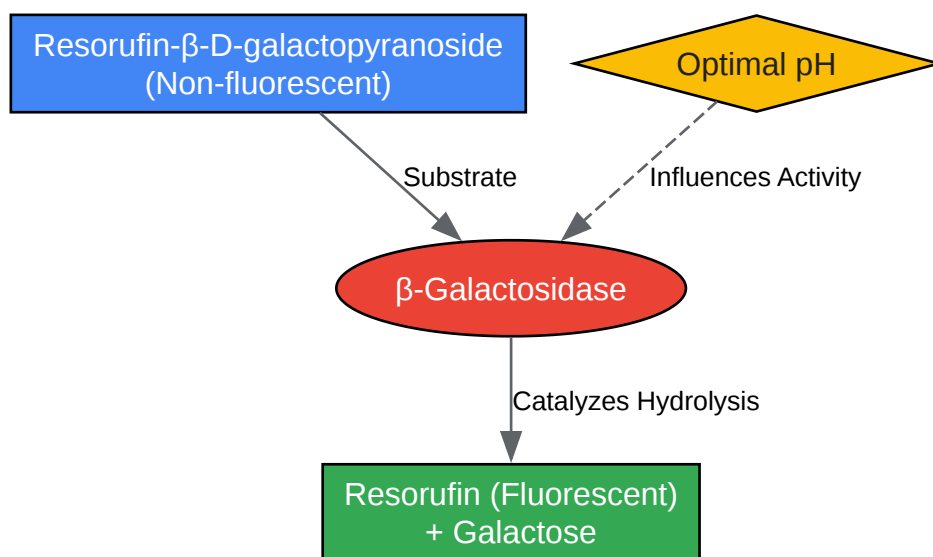 Resorufin-β-D-galactopyranoside
(Non-fluorescent)
Optimal pH
Substrate
Influences Activity
β-Galactosidase
Catalyzes Hydrolysis
Resorufin (Fluorescent)
+ Galactose